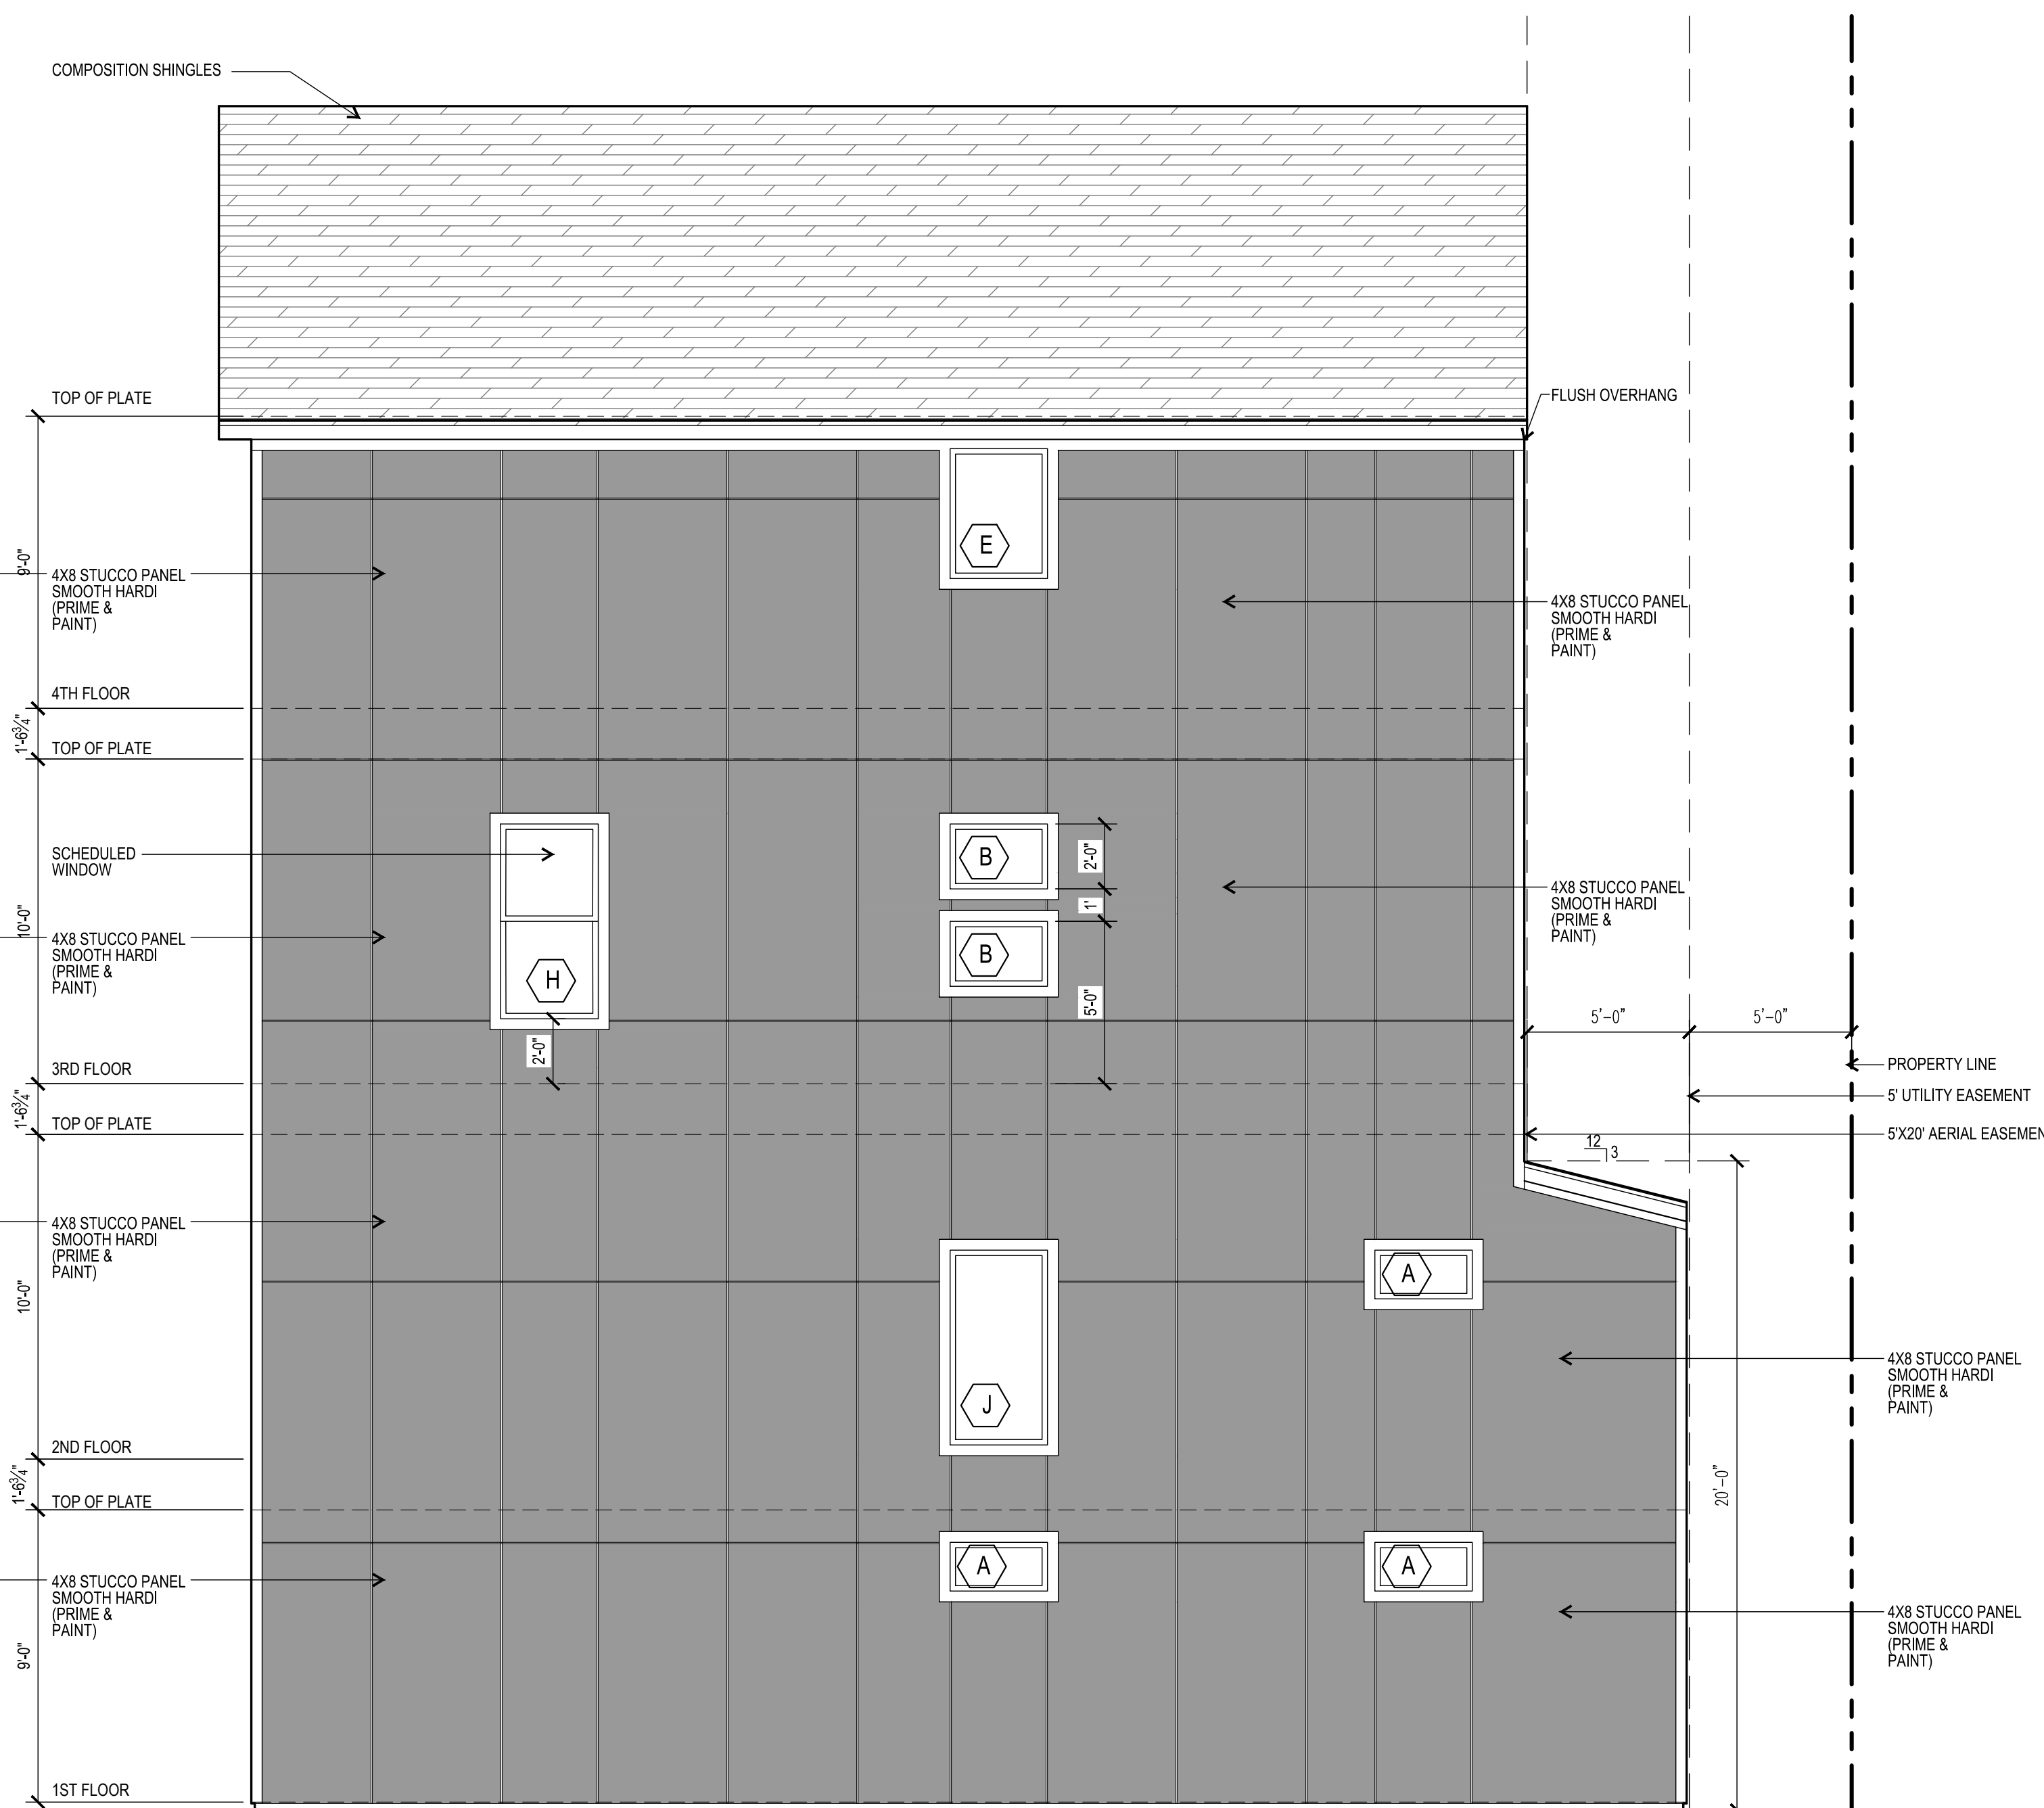 COMPOSITION SHINGLES
TOP OF PLATE
FLUSH OVERHANG
9'-0"
E
4X8 STUCCO PANEL
SMOOTH HARDI
(PRIME &
PAINT)
4X8 STUCCO PANEL
SMOOTH HARDI
(PRIME &
PAINT)
4TH FLOOR
1'-6¾"
TOP OF PLATE
SCHEDULED
WINDOW
B
2'-0"
1'
4X8 STUCCO PANEL
SMOOTH HARDI
(PRIME &
PAINT)
10'-0"
4X8 STUCCO PANEL
SMOOTH HARDI
(PRIME &
PAINT)
H
B
5'-0"
2'-0"
5'-0"
5'-0"
3RD FLOOR
PROPERTY LINE
5' UTILITY EASEMENT
1'-6¾"
TOP OF PLATE
5'X20' AERIAL EASEMEN
12
3
4X8 STUCCO PANEL
SMOOTH HARDI
(PRIME &
PAINT)
A
10'-0"
J
4X8 STUCCO PANEL
SMOOTH HARDI
(PRIME &
PAINT)
2ND FLOOR
1'-6¾"
TOP OF PLATE
20'-0"
A
A
4X8 STUCCO PANEL
SMOOTH HARDI
(PRIME &
PAINT)
4X8 STUCCO PANEL
SMOOTH HARDI
(PRIME &
PAINT)
9'-0"
1ST FLOOR